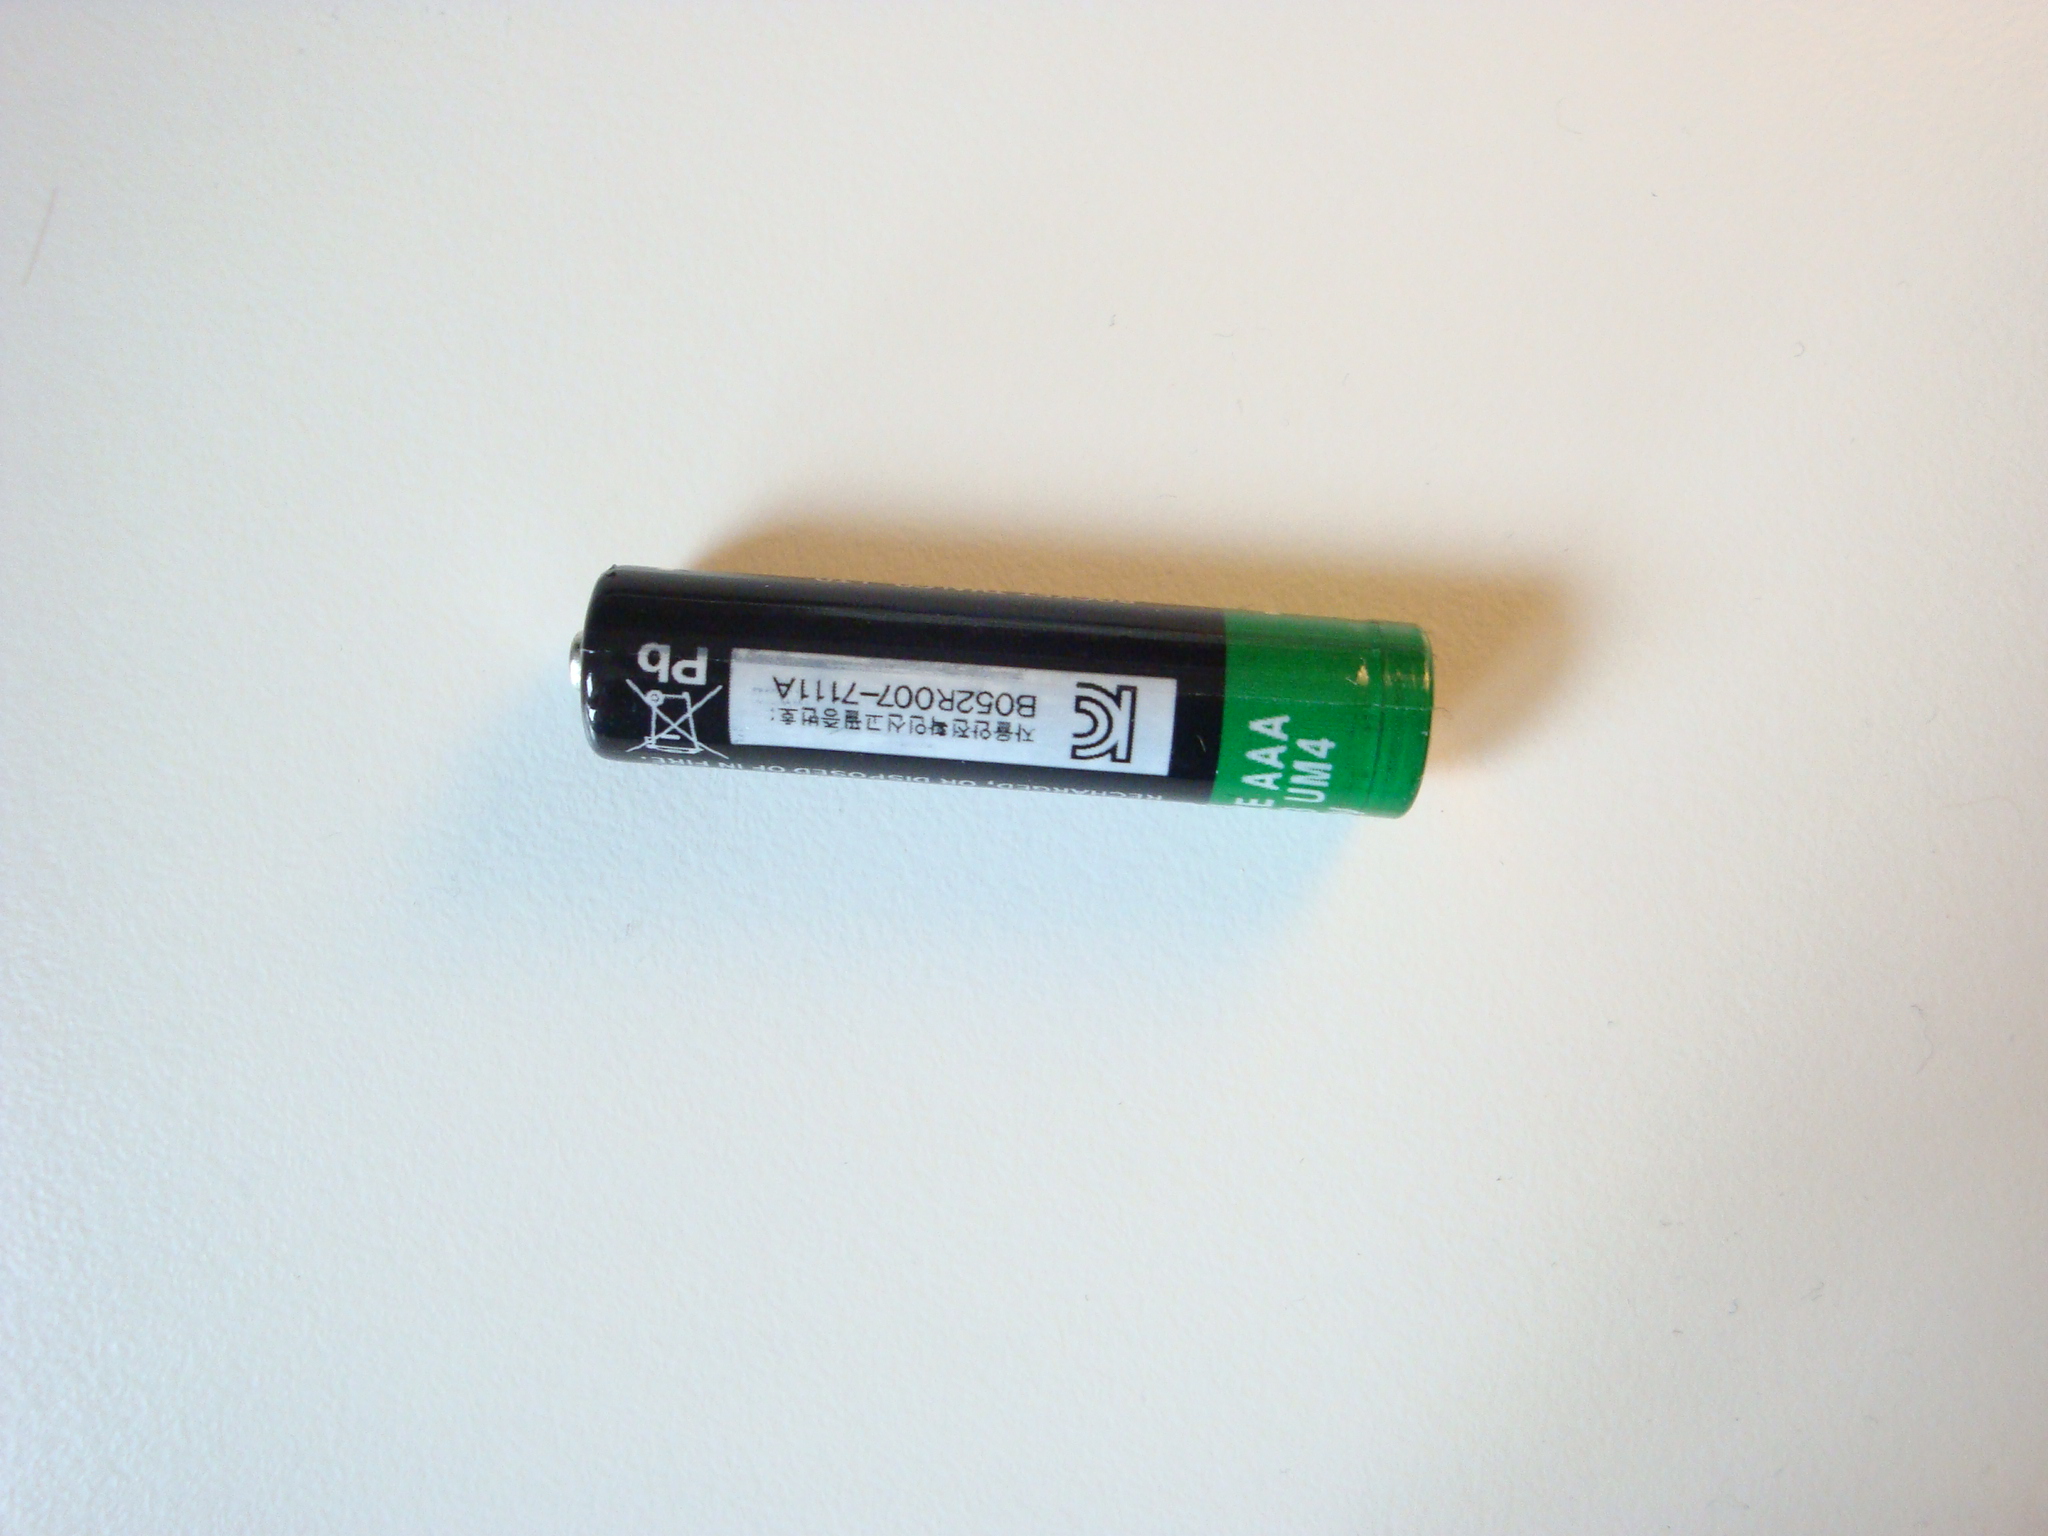 Pb
자율안전확인신고필증번호:
B052R007-7111A
RECHARGED, OR DISPOSED OF IN FIRE.
E AAA
UM4